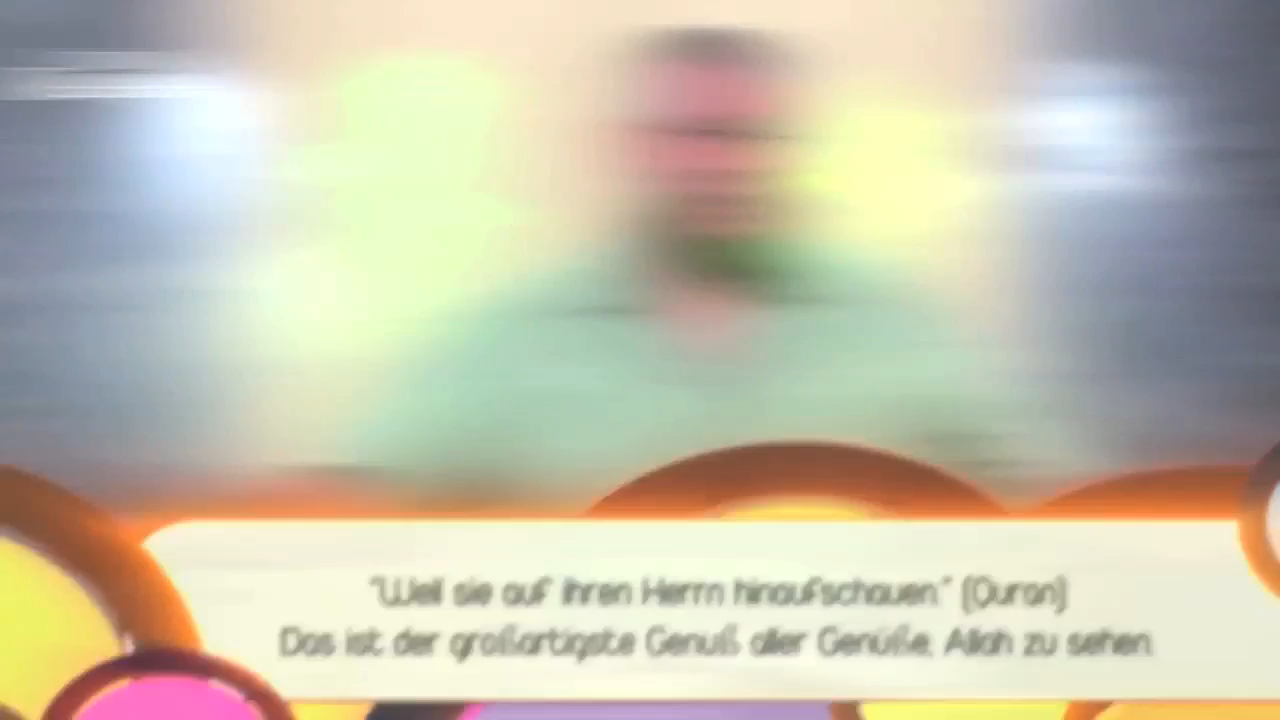 "Weil sie auf ihren Herrn hinaufschauen." (Quran)
Das ist der großartigste Genuß aller Genüße, Allah zu sehen.